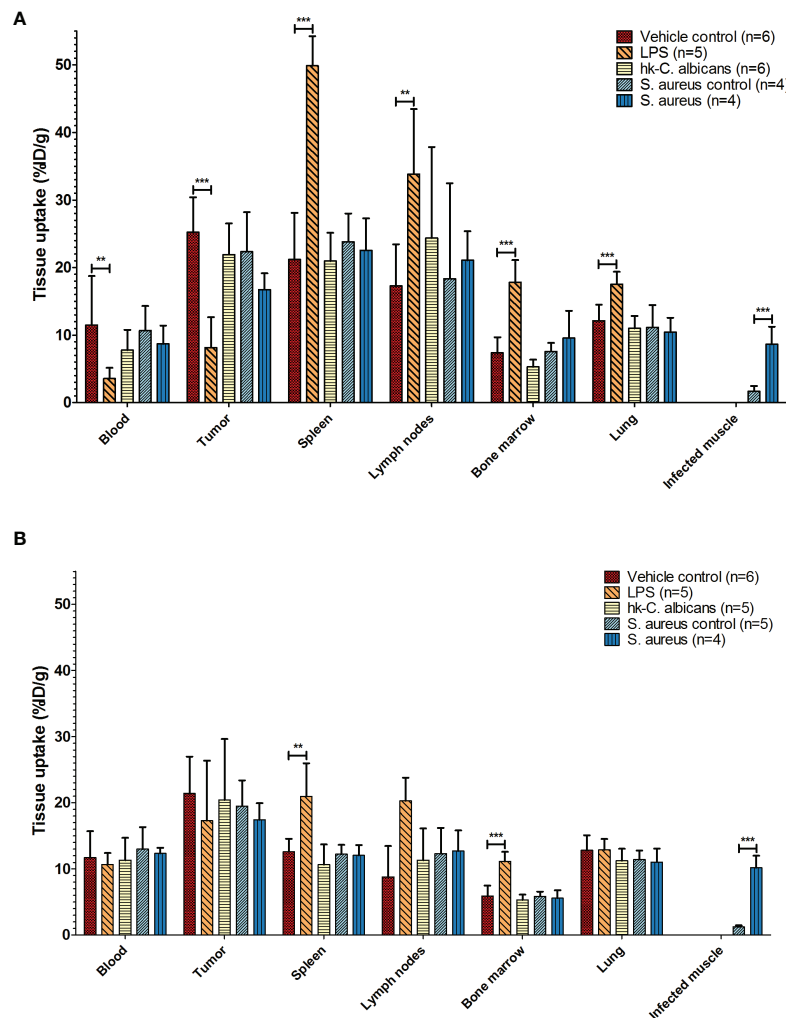 A
Tissue uptake (%ID/g)
50
40
30
20
10
0
Vehicle control (n=6)
LPS (n=5)
hk-C. albicans (n=6)
S. aureus control (n=4)
S. aureus (n=4)
**
***
***
**
***
***
***
Blood
Tumor
Spleen
Lymph nodes
Bone marrow
Lung
Infected muscle
B
Tissue uptake (%ID/g)
50
40
30
20
10
0
Vehicle control (n=6)
LPS (n=5)
hk-C. albicans (n=5)
S. aureus control (n=5)
S. aureus (n=4)
**
***
***
Blood
Tumor
Spleen
Lymph nodes
Bone marrow
Lung
Infected muscle